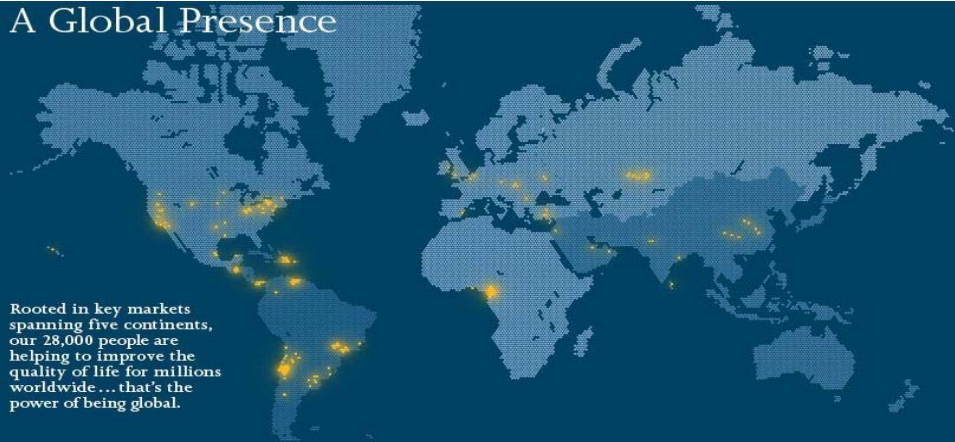 A Global Presence
Rooted in key markets
spanning five continents,
our 28,000 people are
helping to improve the
quality of life for millions
worldwide...that's the
power of being global.